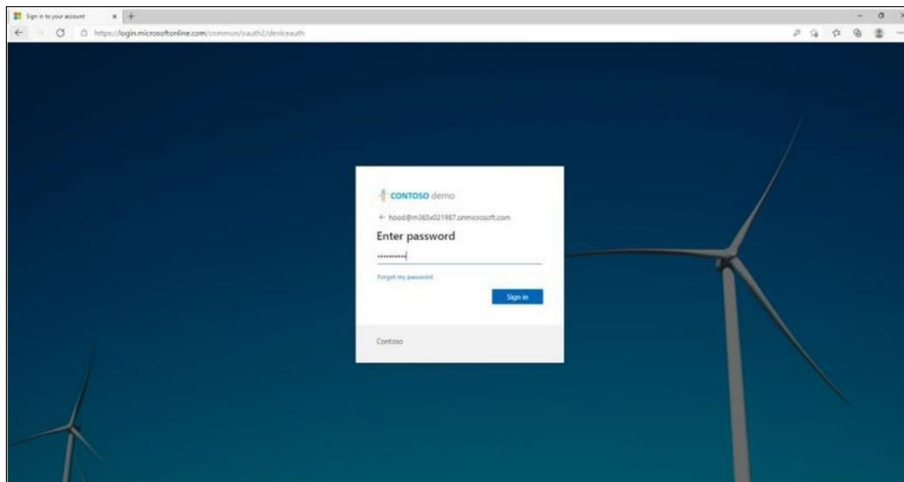 Sign in to your account
https://login.microsoftonline.com/common/oauth2/deviceauth
CONTOSO demo
← hood@m365x021987.onmicrosoft.com
Enter password
••••••••••
Forgot my password
Sign in
Contoso